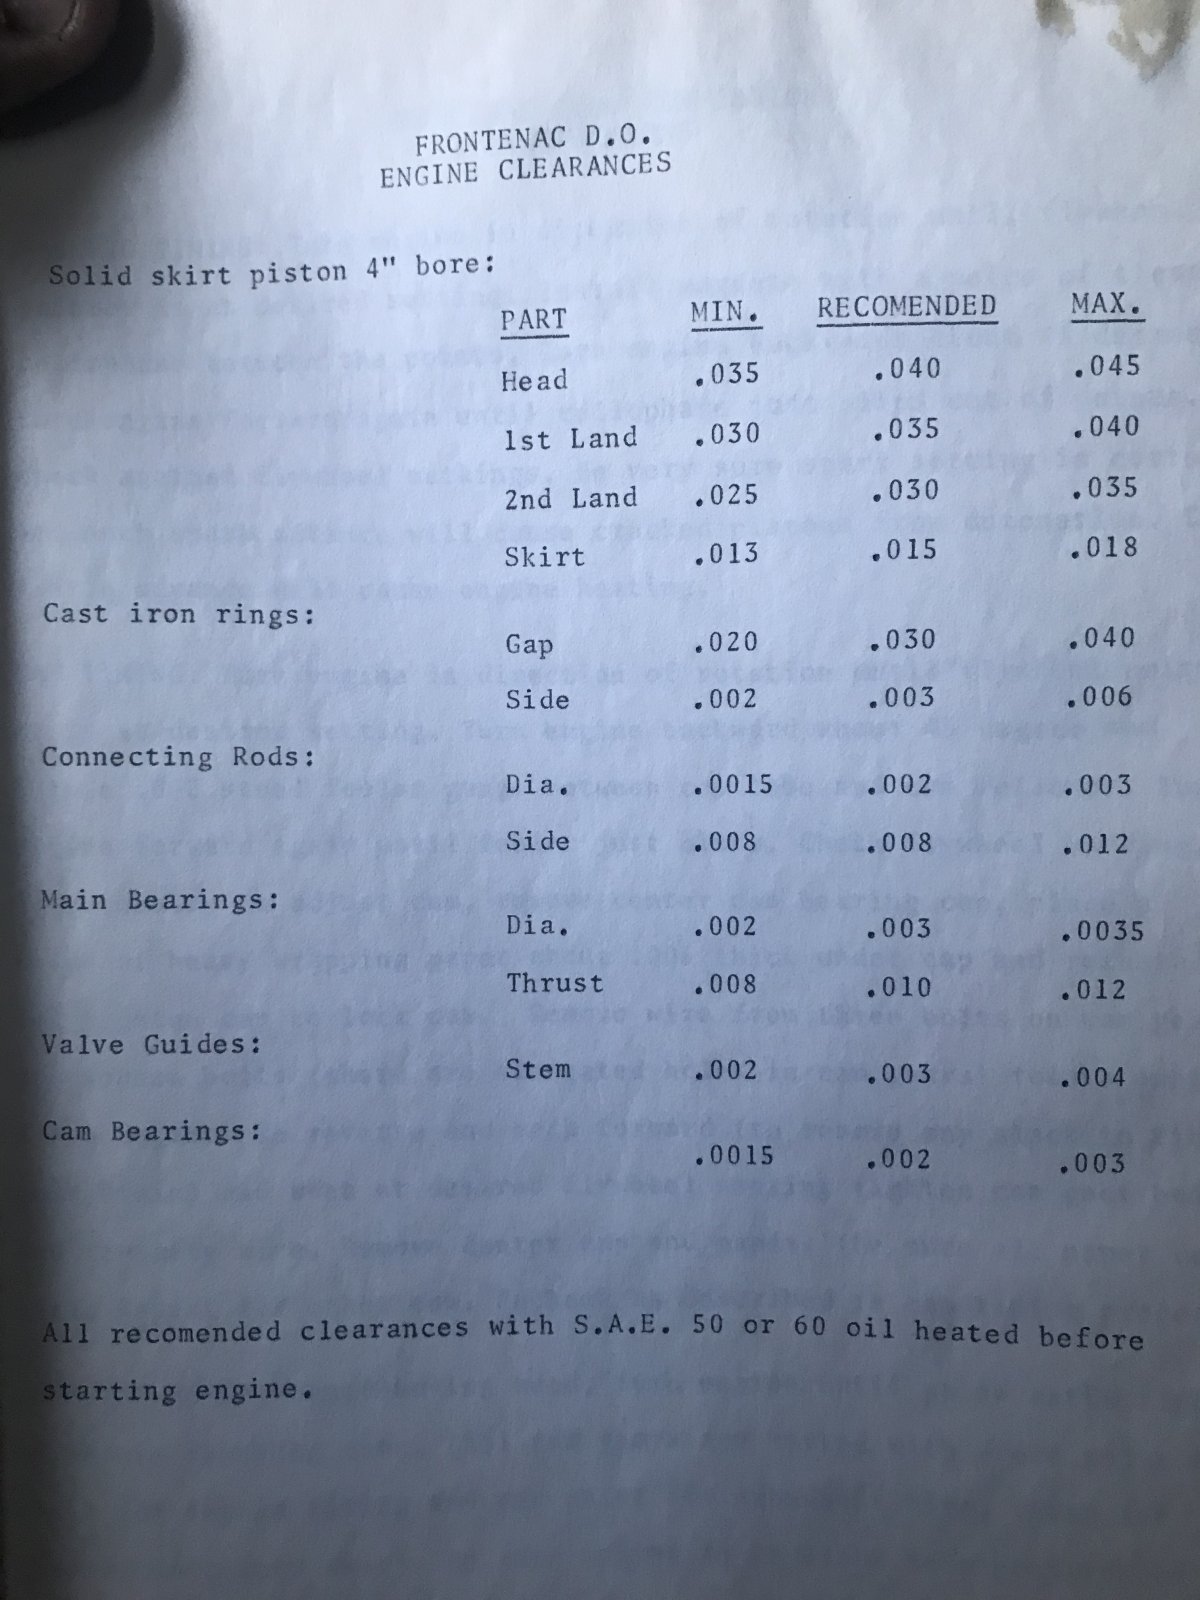 FRONTENAC D.O.
ENGINE CLEARANCES
Solid skirt piston 4" bore:
PART MIN. RECOMENDED MAX.
Head .035 .040 .045
1st Land .030 .035 .040
2nd Land .025 .030 .035
Skirt .013 .015 .018
Cast iron rings:
Gap .020 .030 .040
Side .002 .003 .006
Connecting Rods:
Dia. .0015 .002 .003
Side .008 .008 .012
Main Bearings:
Dia. .002 .003 .0035
Thrust .008 .010 .012
Valve Guides:
Stem .002 .003 .004
Cam Bearings:
.0015 .002 .003
All recomended clearances with S.A.E. 50 or 60 oil heated before
starting engine.